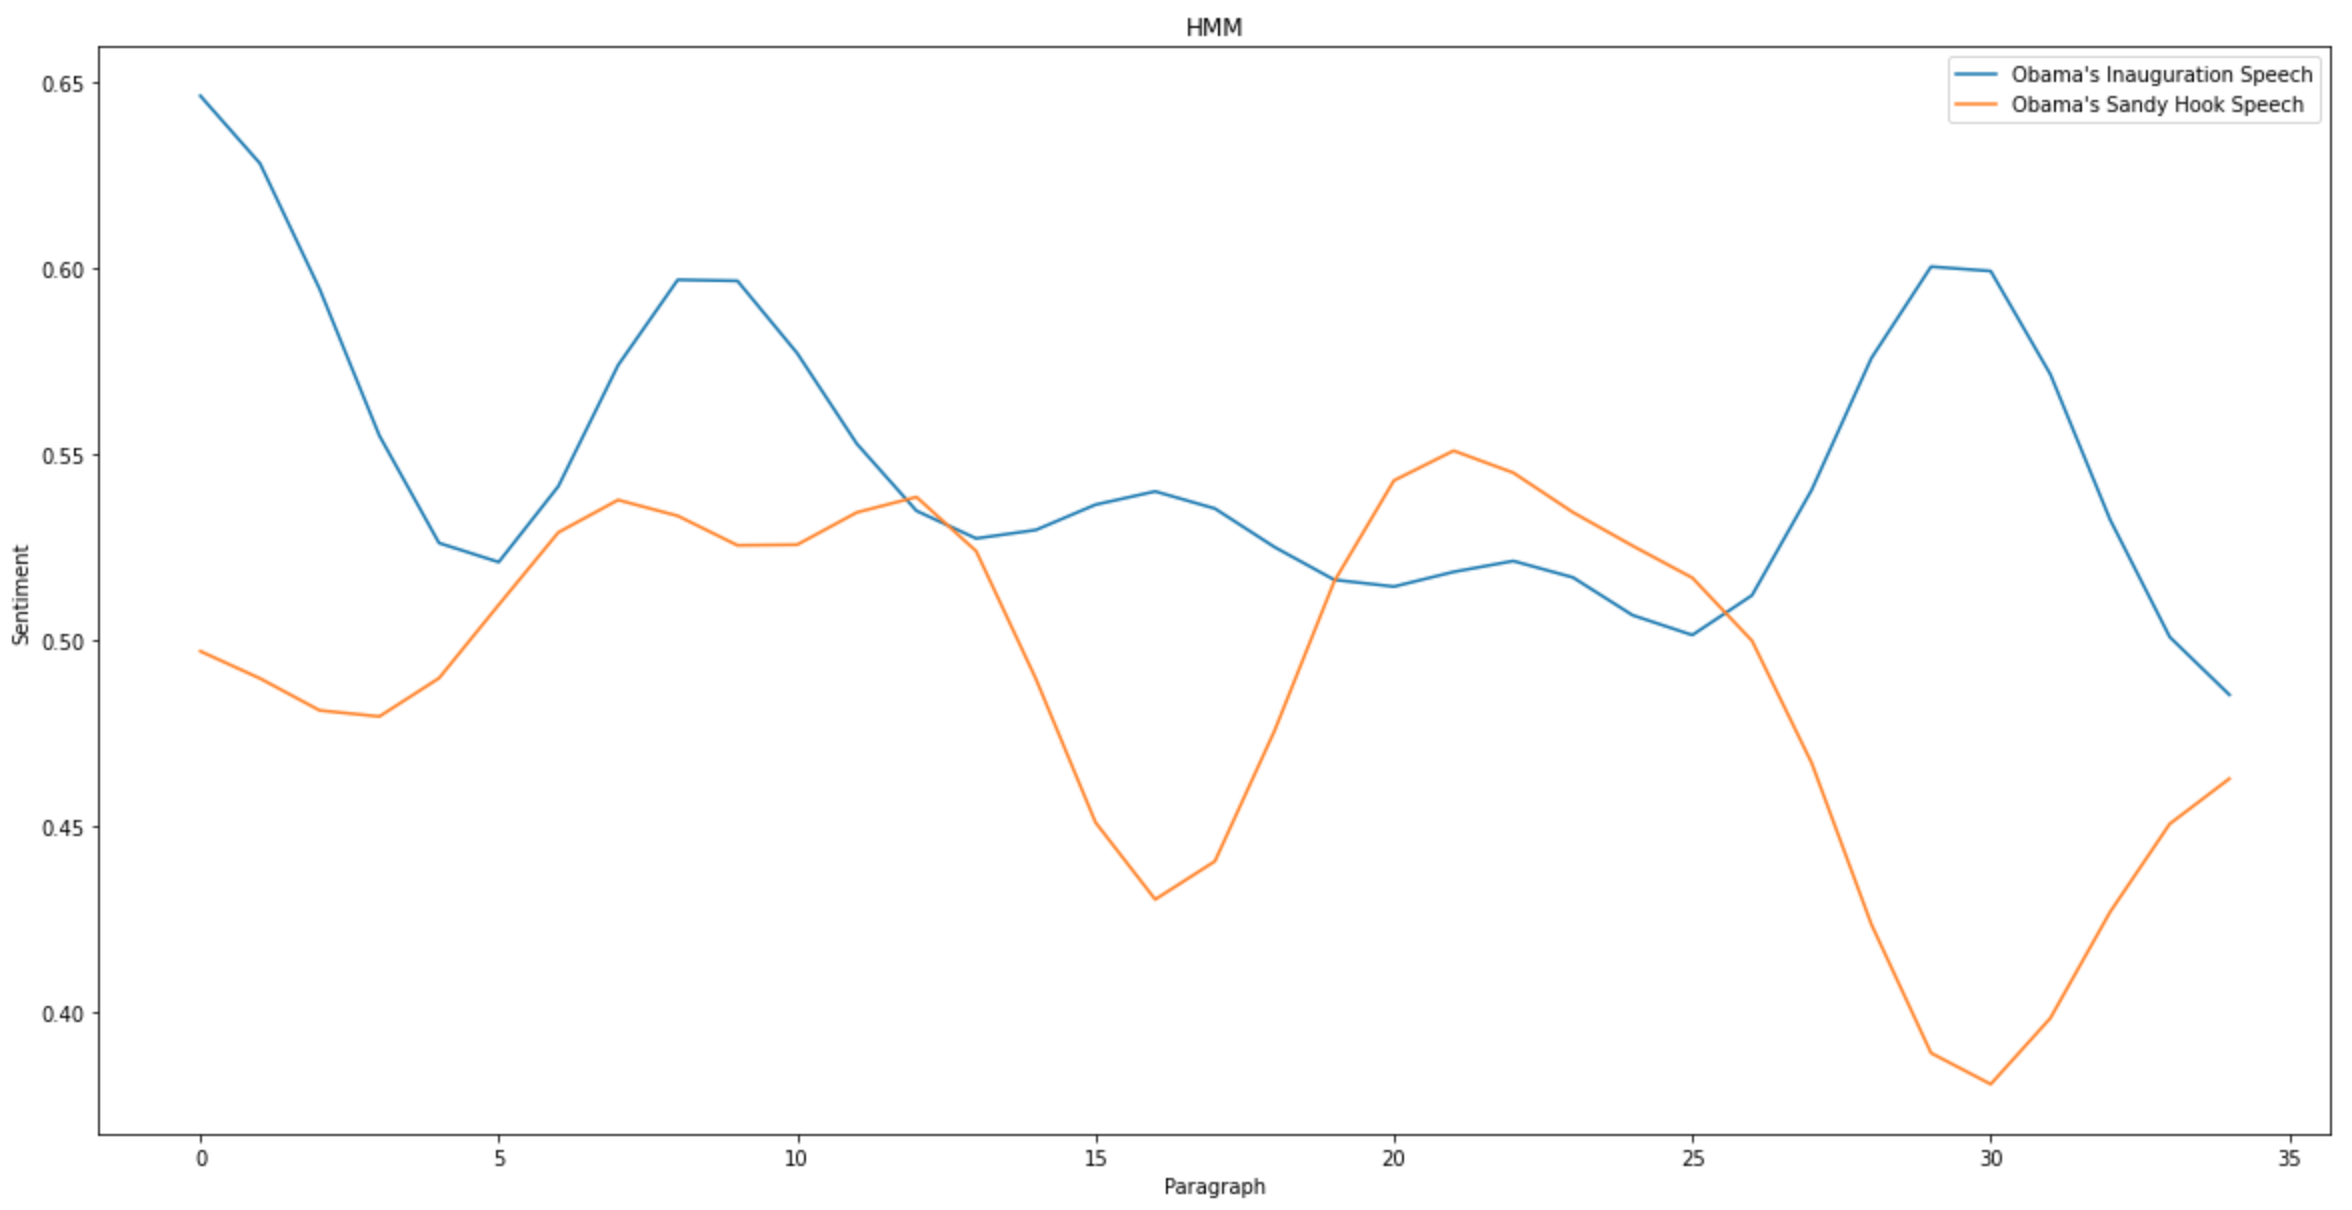 HMM
Obama's Inauguration Speech
Obama's Sandy Hook Speech
0.65
0.60
0.55
0.50
0.45
0.40
Sentiment
0 5 10 15 20 25 30 35
Paragraph